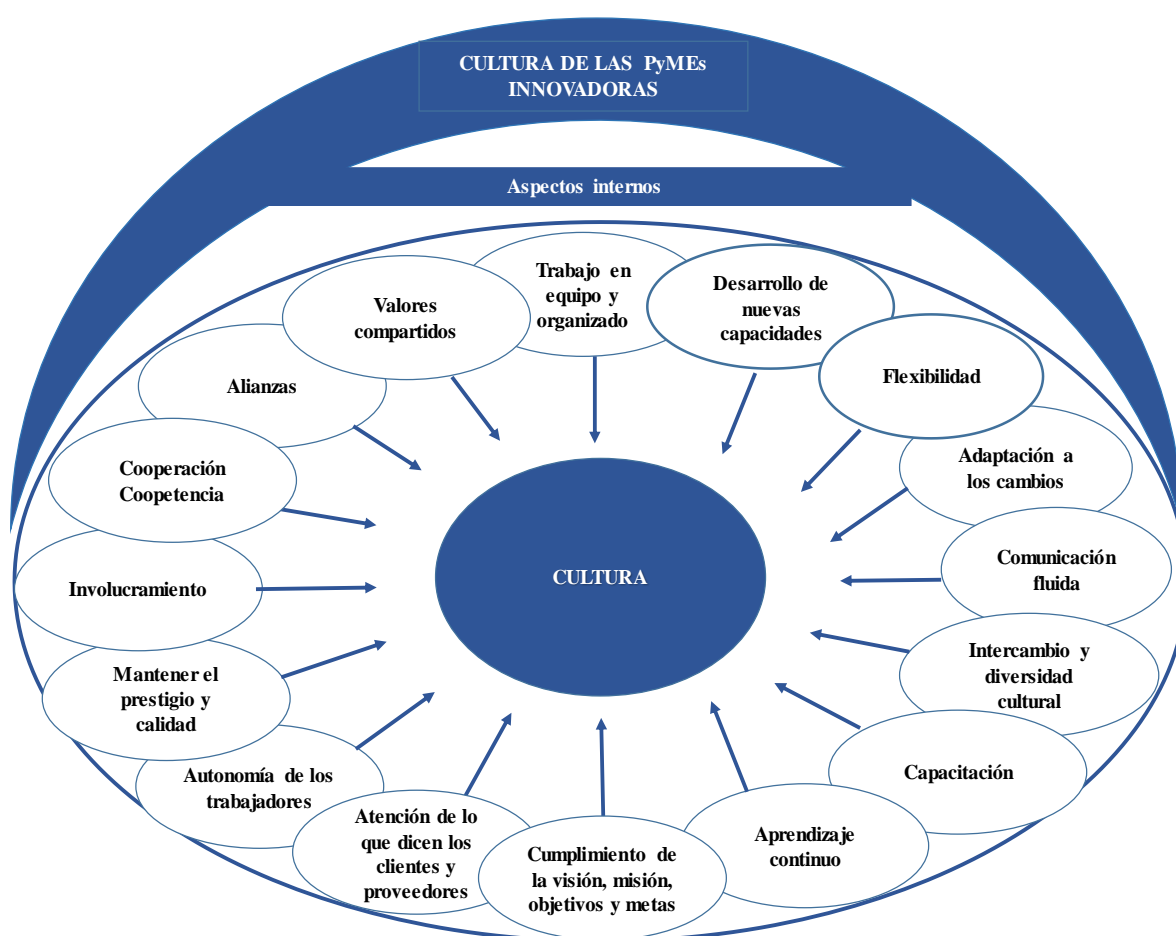 CULTURA DE LAS PyMEs
INNOVADORAS
Aspectos internos
Trabajo en
equipo y
organizado
Desarrollo de
nuevas
capacidades
Flexibilidad
Adaptación a
los cambios
Comunicación
fluida
Intercambio y
diversidad
cultural
Capacitación
Aprendizaje
continuo
Cumplimiento de
la visión, misión,
objetivos y metas
Atención de lo
que dicen los
clientes y
proveedores
Autonomía de los
trabajadores
Mantener el
prestigio y
calidad
Involucramiento
Cooperación
Coopetencia
Alianzas
Valores
compartidos
CULTURA